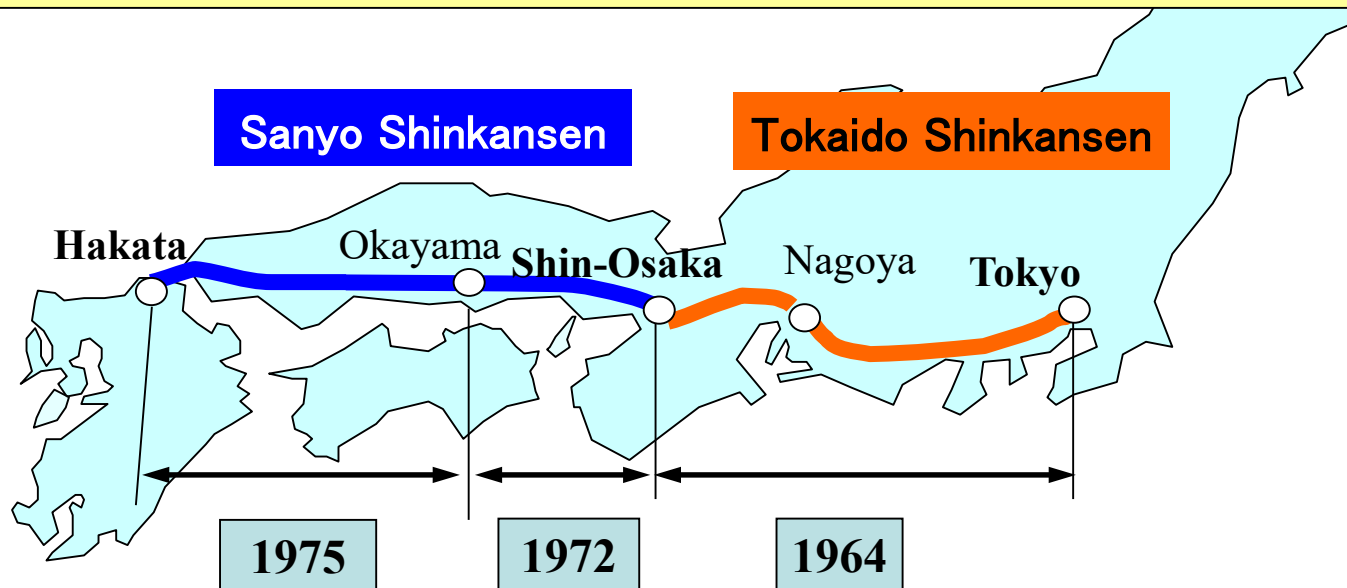 Sanyo Shinkansen
Tokaido Shinkansen
Hakata
Okayama
Shin-Osaka
Nagoya
Tokyo
1975
1972
1964